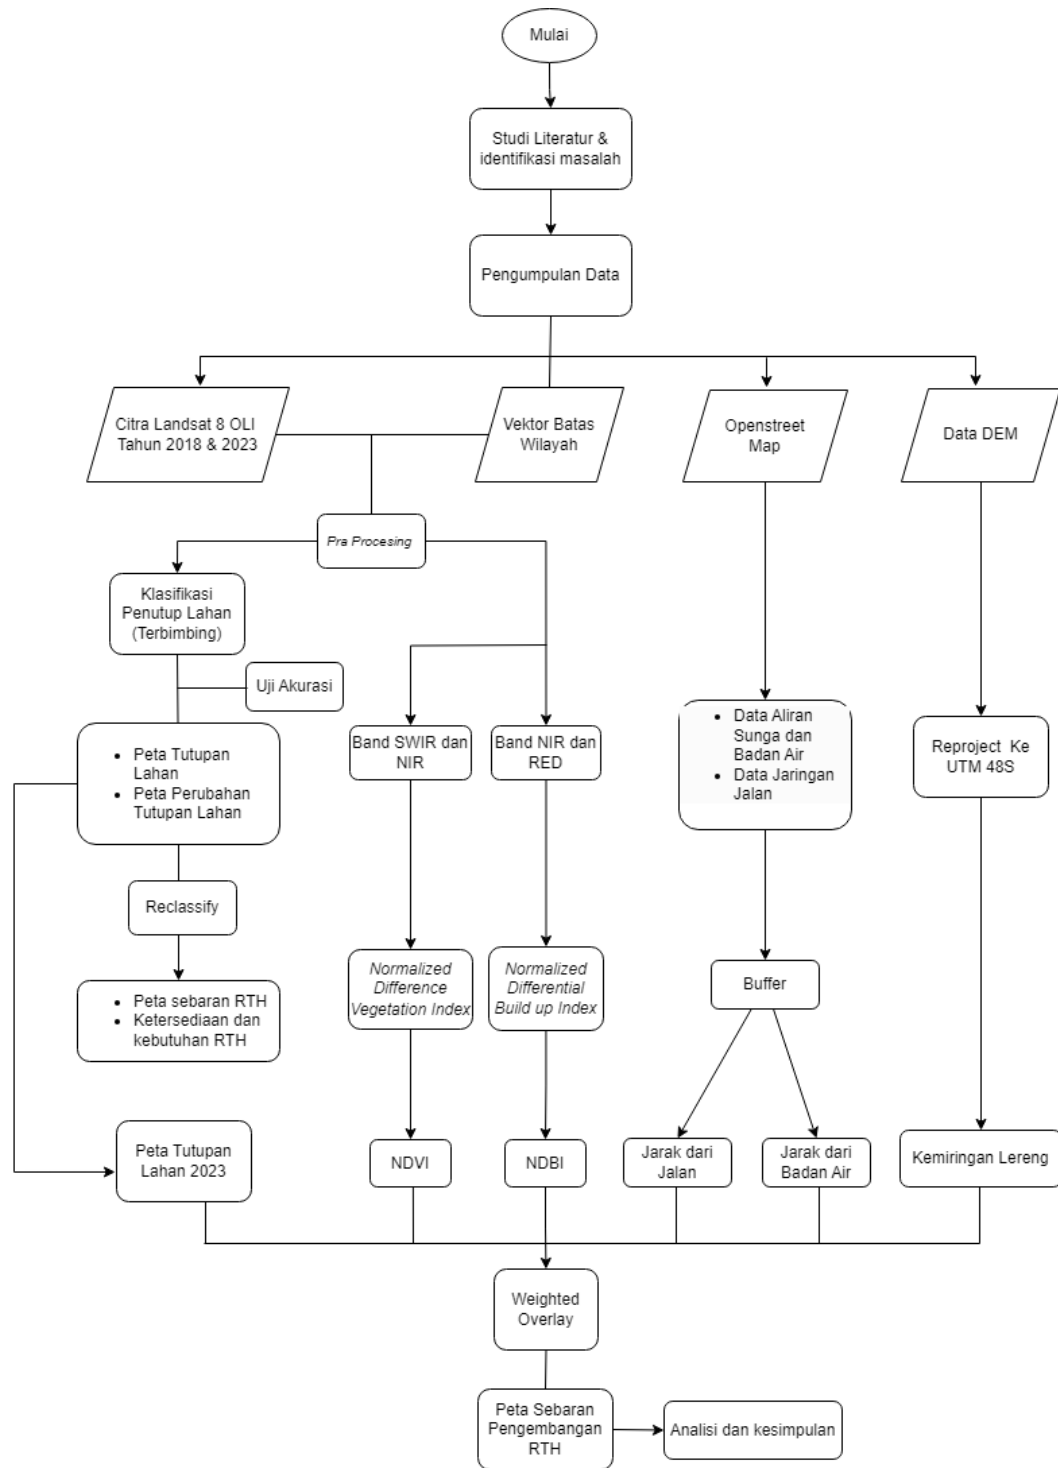 Mulai
Studi Literatur &
identifikasi masalah
Pengumpulan Data
Citra Landsat 8 OLI
Tahun 2018 & 2023
Vektor Batas
Wilayah
Openstreet
Map
Data DEM
Pra Procesing
Klasifikasi
Penutup Lahan
(Terbimbing)
Uji Akurasi
• Peta Tutupan
Lahan
• Peta Perubahan
Tutupan Lahan
Band SWIR dan
NIR
Band NIR dan
RED
• Data Aliran
Sunga dan
Badan Air
• Data Jaringan
Jalan
Reproject Ke
UTM 48S
Reclassify
Normalized
Difference
Vegetation Index
Normalized
Differential
Build up Index
Buffer
• Peta sebaran RTH
• Ketersediaan dan
kebutuhan RTH
Peta Tutupan
Lahan 2023
NDVI
NDBI
Jarak dari
Jalan
Jarak dari
Badan Air
Kemiringan Lereng
Weighted
Overlay
Peta Sebaran
Pengembangan
RTH
Analisi dan kesimpulan